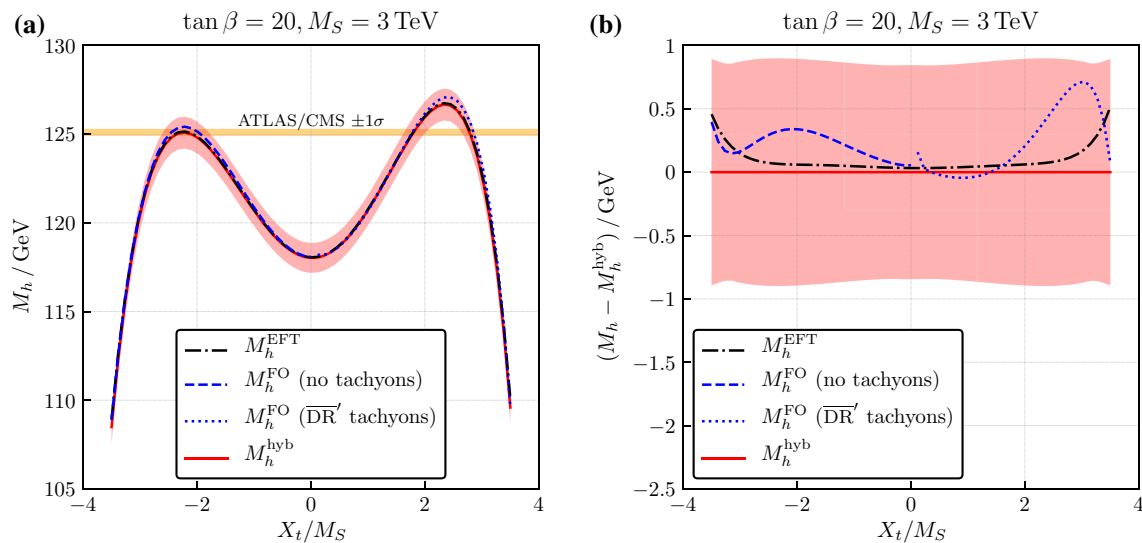 (a) tan β = 20, M_S = 3 TeV
130
125
120
115
110
105
M_h / GeV
ATLAS/CMS ±1σ
M_h^EFT
M_h^FO (no tachyons)
M_h^FO (D̅R̅′ tachyons)
M_h^hyb
−4 −2 0 2 4
X_t/M_S
(b) tan β = 20, M_S = 3 TeV
1
0.5
0
−0.5
−1
−1.5
−2
−2.5
(M_h − M_h^hyb) / GeV
M_h^EFT
M_h^FO (no tachyons)
M_h^FO (D̅R̅′ tachyons)
M_h^hyb
−4 −2 0 2 4
X_t/M_S